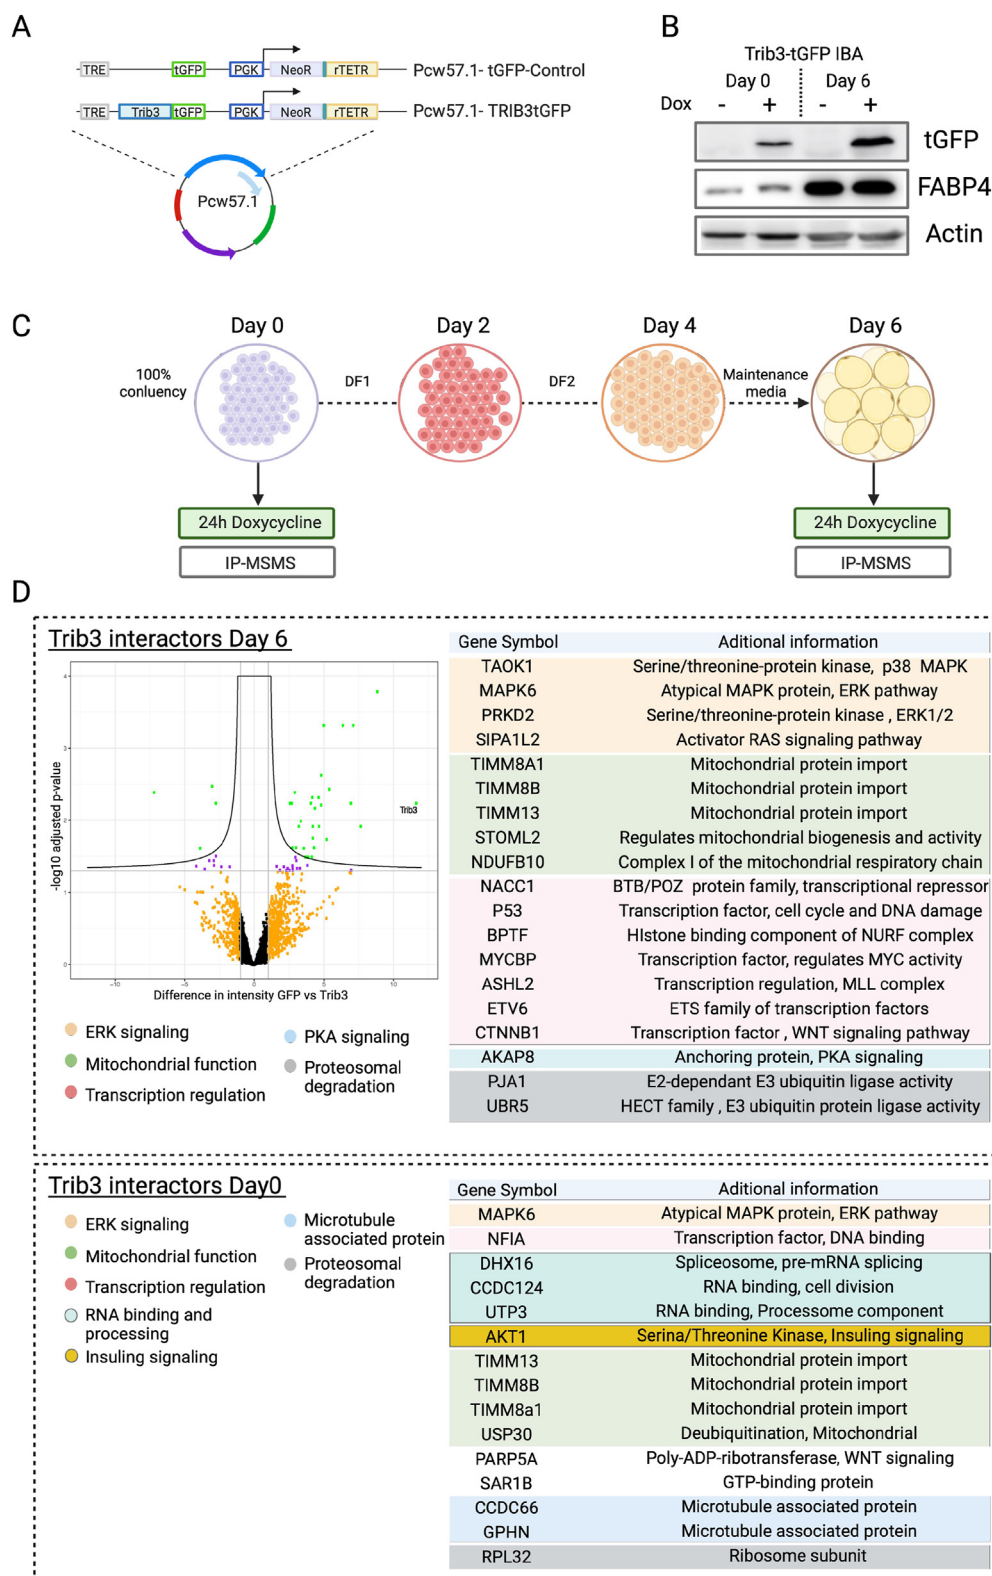 A
TRE tGFP PGK NeoR rTETR Pcw57.1- tGFP-Control
TRE Trib3 tGFP PGK NeoR rTETR Pcw57.1- TRIB3tGFP
Pcw57.1
B
Trib3-tGFP IBA
Day 0 Day 6
Dox - + - +
tGFP
FABP4
Actin
C
Day 0 Day 2 Day 4 Day 6
100%
conluency
DF1
DF2
Maintenance
media
24h Doxycycline
IP-MSMS
24h Doxycycline
IP-MSMS
D
Trib3 interactors Day 6
-log10 adjusted p-value
4
3
2
1
0
Trib3
-10 -5 0 5 10
Difference in intensity GFP vs Trib3
ERK signaling
Mitochondrial function
Transcription regulation
PKA signaling
Proteosomal
degradation
Gene Symbol Aditional information
TAOK1 Serine/threonine-protein kinase, p38 MAPK
MAPK6 Atypical MAPK protein, ERK pathway
PRKD2 Serine/threonine-protein kinase , ERK1/2
SIPA1L2 Activator RAS signaling pathway
TIMM8A1 Mitochondrial protein import
TIMM8B Mitochondrial protein import
TIMM13 Mitochondrial protein import
STOML2 Regulates mitochondrial biogenesis and activity
NDUFB10 Complex I of the mitochondrial respiratory chain
NACC1 BTB/POZ protein family, transcriptional repressor
P53 Transcription factor, cell cycle and DNA damage
BPTF HIstone binding component of NURF complex
MYCBP Transcription factor, regulates MYC activity
ASHL2 Transcription regulation, MLL complex
ETV6 ETS family of transcription factors
CTNNB1 Transcription factor , WNT signaling pathway
AKAP8 Anchoring protein, PKA signaling
PJA1 E2-dependent E3 ubiquitin ligase activity
UBR5 HECT family , E3 ubiquitin protein ligase activity
Trib3 interactors Day0
ERK signaling
Mitochondrial function
Transcription regulation
RNA binding and
processing
Insuling signaling
Microtubule
associated protein
Proteosomal
degradation
Gene Symbol Aditional information
MAPK6 Atypical MAPK protein, ERK pathway
NFIA Transcription factor, DNA binding
DHX16 Spliceosome, pre-mRNA splicing
CCDC124 RNA binding, cell division
UTP3 RNA binding, Processome component
AKT1 Serina/Threonine Kinase, Insuling signaling
TIMM13 Mitochondrial protein import
TIMM8B Mitochondrial protein import
TIMM8a1 Mitochondrial protein import
USP30 Deubiquitination, Mitochondrial
PARP5A Poly-ADP-ribotransferase, WNT signaling
SAR1B GTP-binding protein
CCDC66 Microtubule associated protein
GPHN Microtubule associated protein
RPL32 Ribosome subunit